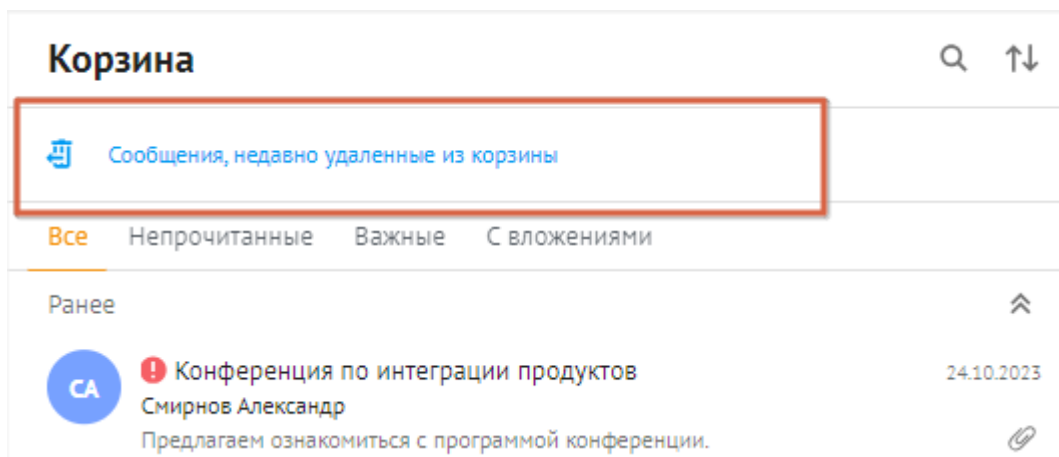 Корзина
Сообщения, недавно удаленные из корзины
Все Непрочитанные Важные С вложениями
Ранее
СА
Конференция по интеграции продуктов 24.10.2023
Смирнов Александр
Предлагаем ознакомиться с программой конференции.